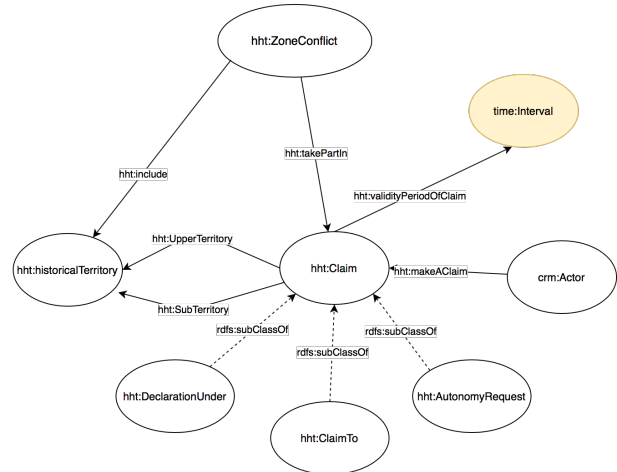 hht:ZoneConflict
time:Interval
hht:takePartIn
hht:include
hht:validityPeriodOfClaim
hht:UpperTerritory
hht:historicalTerritory
hht:Claim
hht:makeAClaim
crm:Actor
hht:SubTerritory
rdfs:subClassOf
rdfs:subClassOf
rdfs:subClassOf
hht:DeclarationUnder
hht:AutonomyRequest
hht:ClaimTo